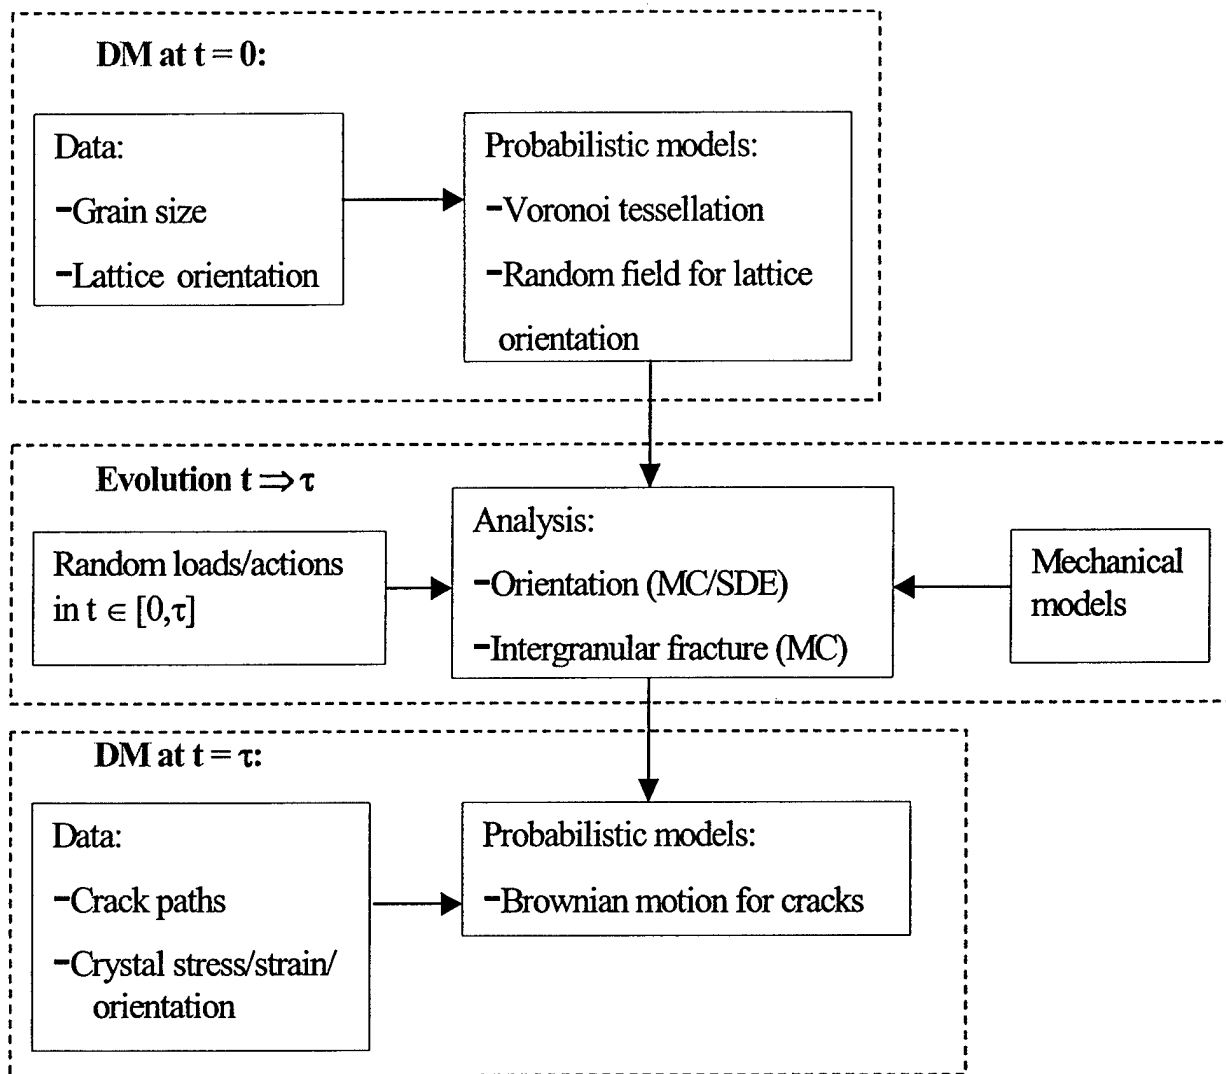 DM at t = 0:
Data:
-Grain size
-Lattice orientation
Probabilistic models:
-Voronoi tessellation
-Random field for lattice
orientation
Evolution t ⇒ τ
Random loads/actions
in t ∈ [0,τ]
Analysis:
-Orientation (MC/SDE)
-Intergranular fracture (MC)
Mechanical
models
DM at t = τ:
Data:
-Crack paths
-Crystal stress/strain/
orientation
Probabilistic models:
-Brownian motion for cracks